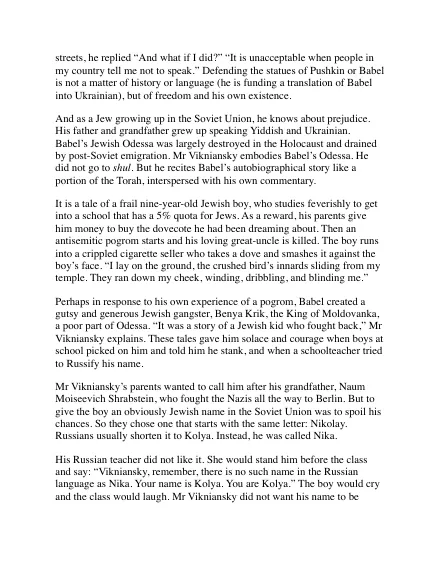 streets, he replied “And what if I did?” “It is unacceptable when people in
my country tell me not to speak.” Defending the statues of Pushkin or Babel
is not a matter of history or language (he is funding a translation of Babel
into Ukrainian), but of freedom and his own existence.
And as a Jew growing up in the Soviet Union, he knows about prejudice.
His father and grandfather grew up speaking Yiddish and Ukrainian.
Babel’s Jewish Odessa was largely destroyed in the Holocaust and drained
by post-Soviet emigration. Mr Vikniansky embodies Babel’s Odessa. He
did not go to shul. But he recites Babel’s autobiographical story like a
portion of the Torah, interspersed with his own commentary.
It is a tale of a frail nine-year-old Jewish boy, who studies feverishly to get
into a school that has a 5% quota for Jews. As a reward, his parents give
him money to buy the dovecote he had been dreaming about. Then an
antisemitic pogrom starts and his loving great-uncle is killed. The boy runs
into a crippled cigarette seller who takes a dove and smashes it against the
boy’s face. “I lay on the ground, the crushed bird’s innards sliding from my
temple. They ran down my cheek, winding, dribbling, and blinding me.”
Perhaps in response to his own experience of a pogrom, Babel created a
gutsy and generous Jewish gangster, Benya Krik, the King of Moldovanka,
a poor part of Odessa. “It was a story of a Jewish kid who fought back,” Mr
Vikniansky explains. These tales gave him solace and courage when boys at
school picked on him and told him he stank, and when a schoolteacher tried
to Russify his name.
Mr Vikniansky’s parents wanted to call him after his grandfather, Naum
Moiseevich Shrabstein, who fought the Nazis all the way to Berlin. But to
give the boy an obviously Jewish name in the Soviet Union was to spoil his
chances. So they chose one that starts with the same letter: Nikolay.
Russians usually shorten it to Kolya. Instead, he was called Nika.
His Russian teacher did not like it. She would stand him before the class
and say: “Vikniansky, remember, there is no such name in the Russian
language as Nika. Your name is Kolya. You are Kolya.” The boy would cry
and the class would laugh. Mr Vikniansky did not want his name to be